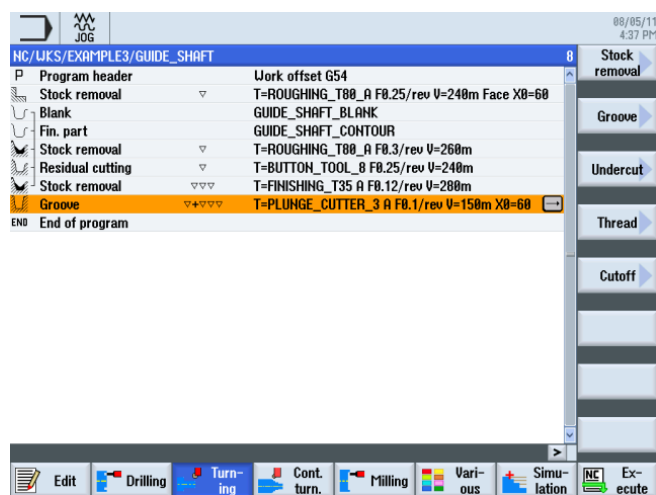 JOG
08/05/11
4:37 PM
NC/WKS/EXAMPLE3/GUIDE_SHAFT 8
P Program header Work offset G54
Stock removal ▽ T=ROUGHING_T80_A F0.25/rev V=240m Face X0=60
Blank GUIDE_SHAFT_BLANK
Fin. part GUIDE_SHAFT_CONTOUR
Stock removal ▽ T=ROUGHING_T80_A F0.3/rev V=260m
Residual cutting ▽ T=BUTTON_TOOL_8 F0.25/rev V=240m
Stock removal ▽▽▽ T=FINISHING_T35 A F0.12/rev V=280m
Groove ▽+▽▽▽ T=PLUNGE_CUTTER_3 A F0.1/rev V=150m X0=60
END End of program
Stock
removal
Groove
Undercut
Thread
Cutoff
>
Edit
Drilling
Turn-
ing
Cont.
turn.
Milling
Vari-
ous
Simu-
lation
NC
Ex-
ecute